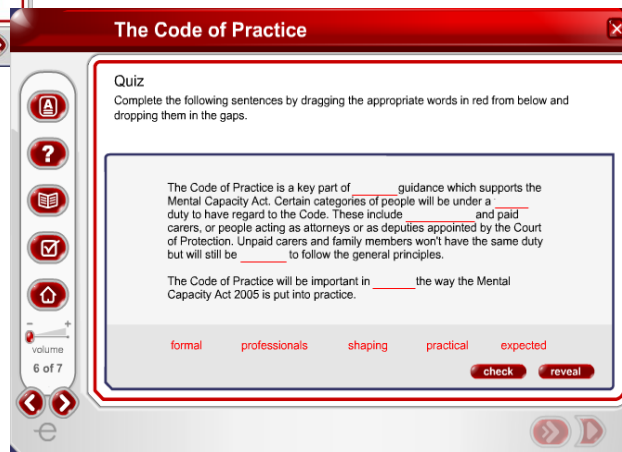 The Code of Practice
Quiz
Complete the following sentences by dragging the appropriate words in red from below and
dropping them in the gaps.
The Code of Practice is a key part of ______ guidance which supports the
Mental Capacity Act. Certain categories of people will be under a ______
duty to have regard to the Code. These include ______ and paid
carers, or people acting as attorneys or as deputies appointed by the Court
of Protection. Unpaid carers and family members won't have the same duty
but will still be ______ to follow the general principles.
The Code of Practice will be important in ______ the way the Mental
Capacity Act 2005 is put into practice.
formal professionals shaping practical expected
check reveal
A
?
- +
volume
6 of 7
e